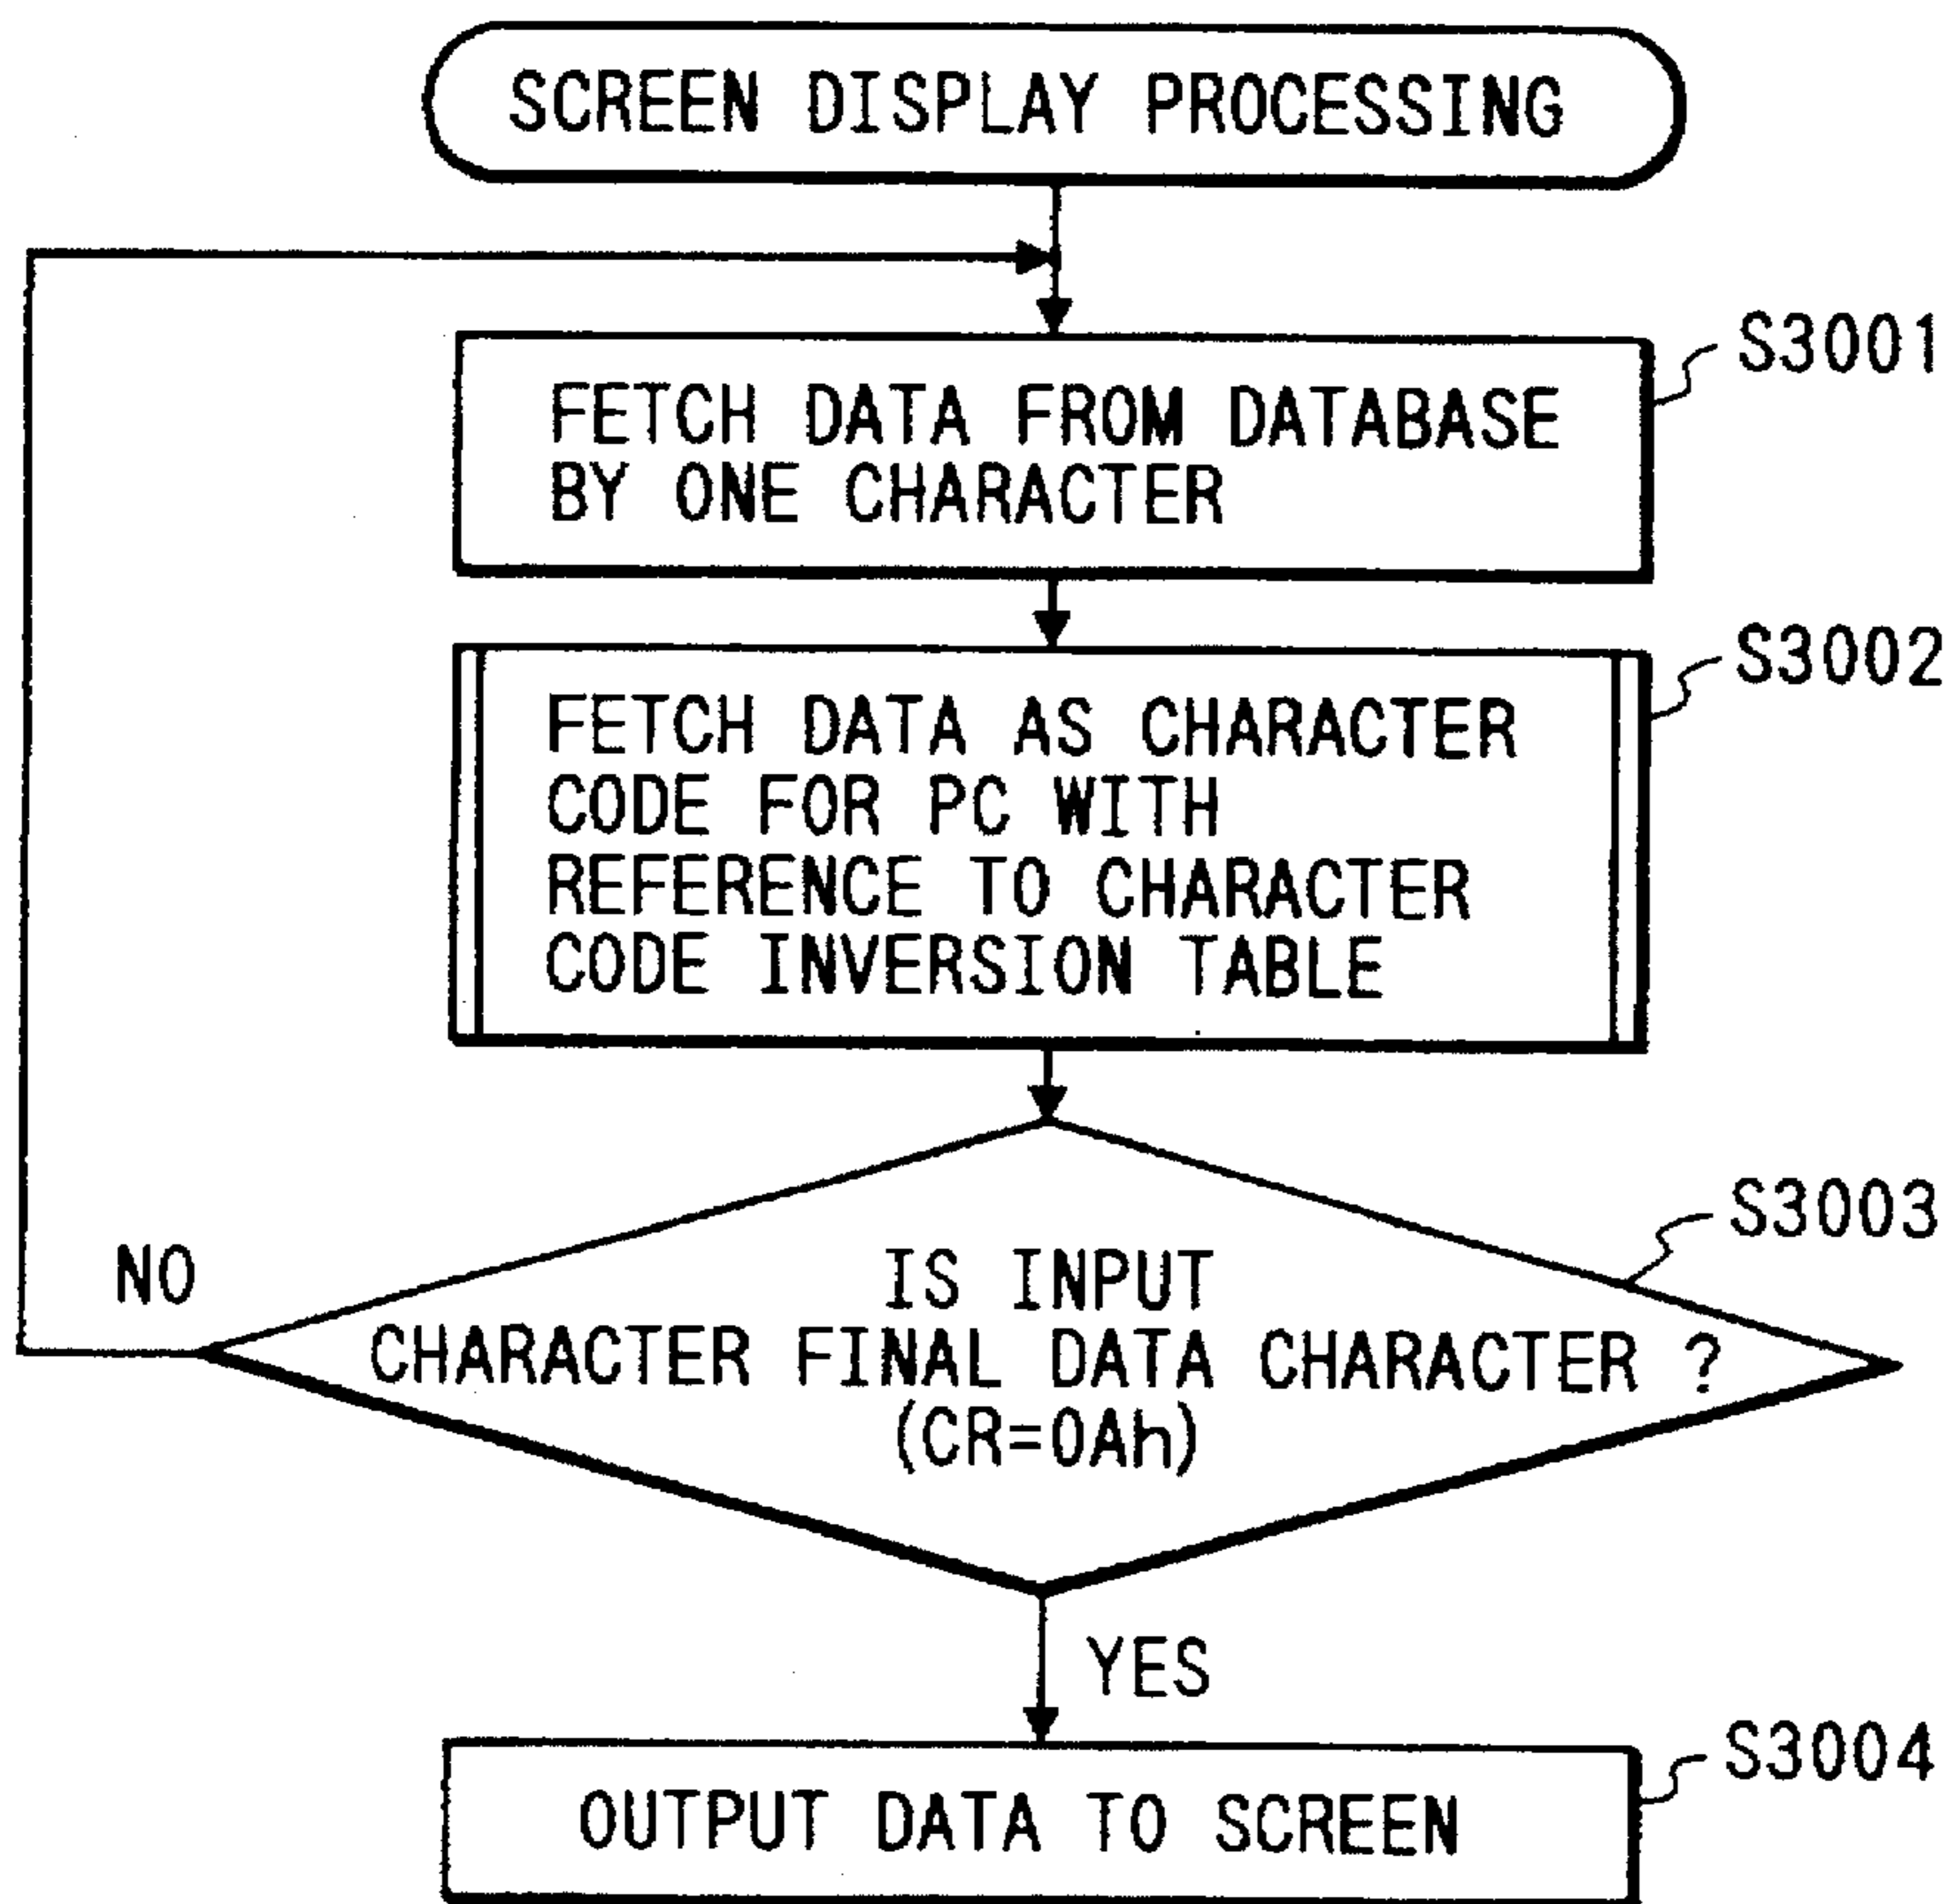 SCREEN DISPLAY PROCESSING
S3001
FETCH DATA FROM DATABASE
BY ONE CHARACTER
S3002
FETCH DATA AS CHARACTER
CODE FOR PC WITH
REFERENCE TO CHARACTER
CODE INVERSION TABLE
S3003
NO
IS INPUT
CHARACTER FINAL DATA CHARACTER ?
(CR=0Ah)
YES
S3004
OUTPUT DATA TO SCREEN